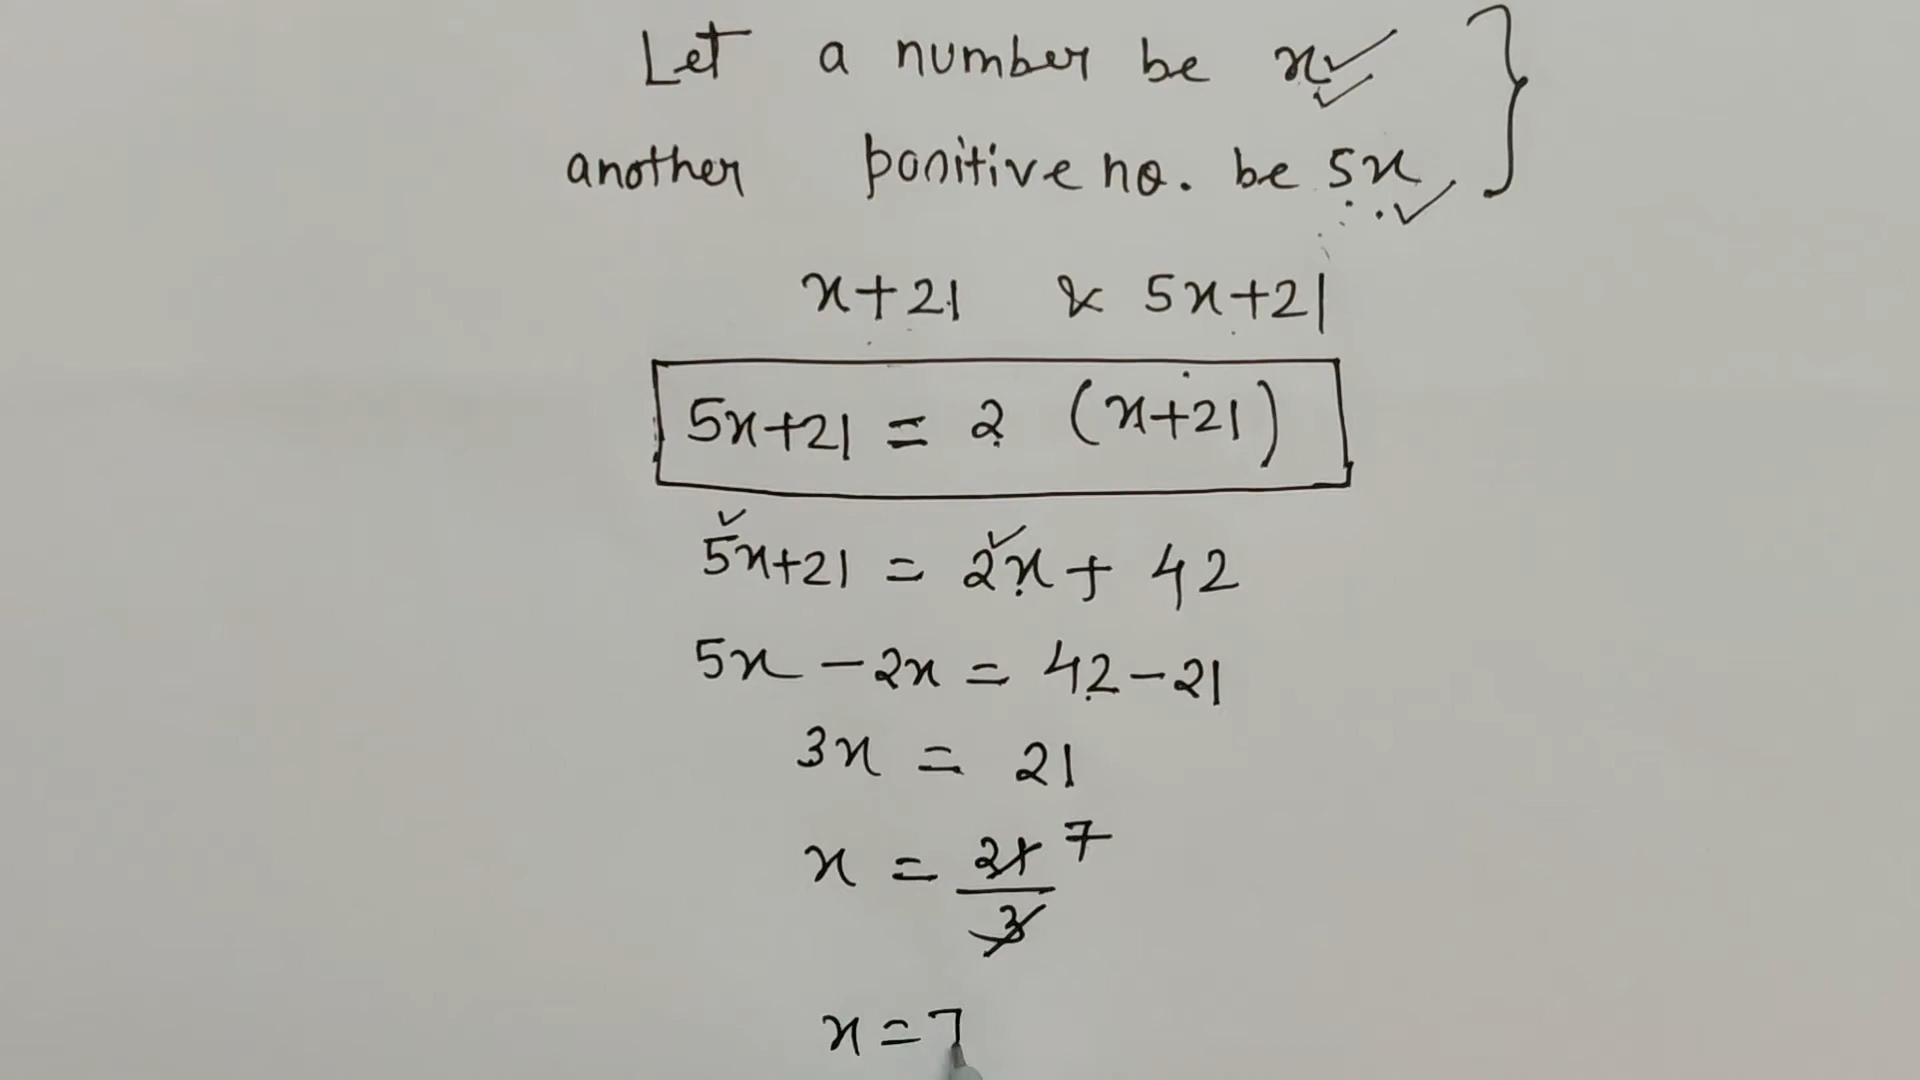 Let a number be x
another positive no. be 5x
x+21 & 5x+21
5x+21 = 2 (x+21)
5x+21 = 2x + 42
5x - 2x = 42-21
3x = 21
x = 21/3 7
x=7